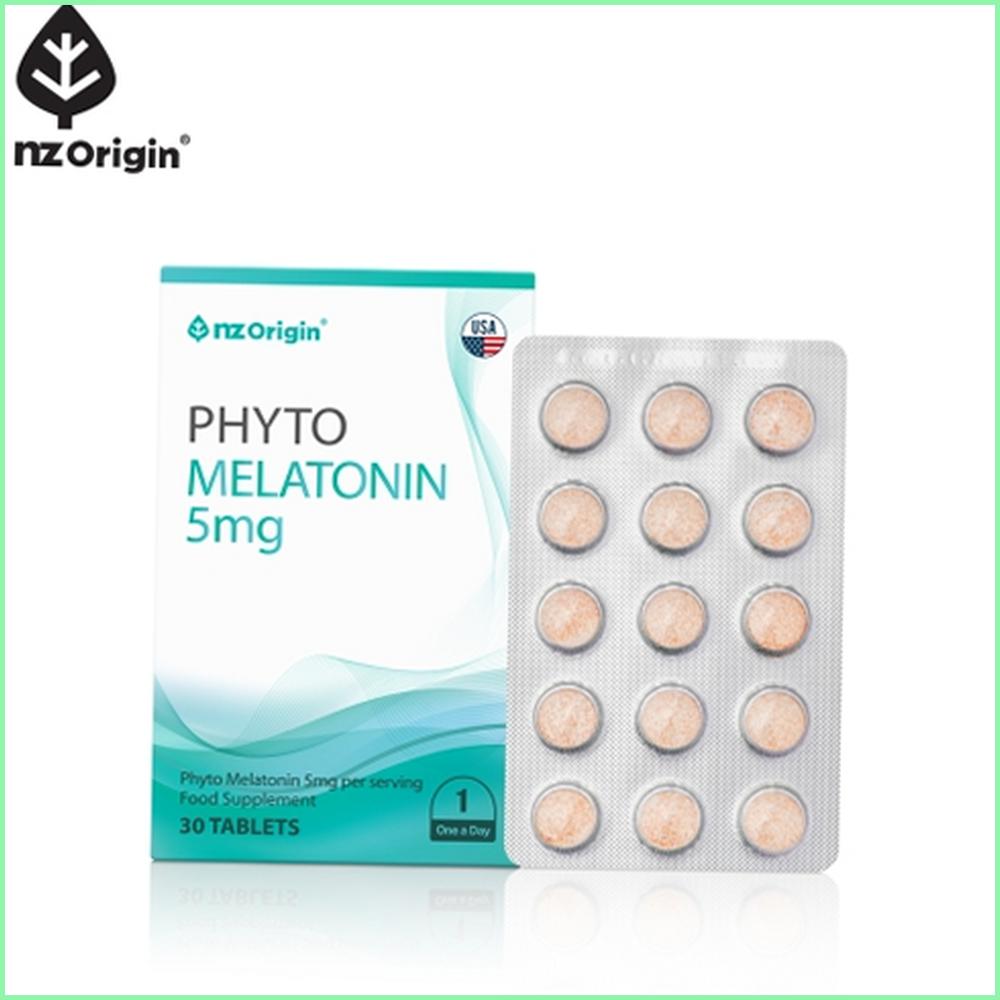 nzOrigin®
nzOrigin®
USA
PHYTO
MELATONIN
5mg
Phyto Melatonin 5mg per serving
Food Supplement
30 TABLETS
1
One a Day